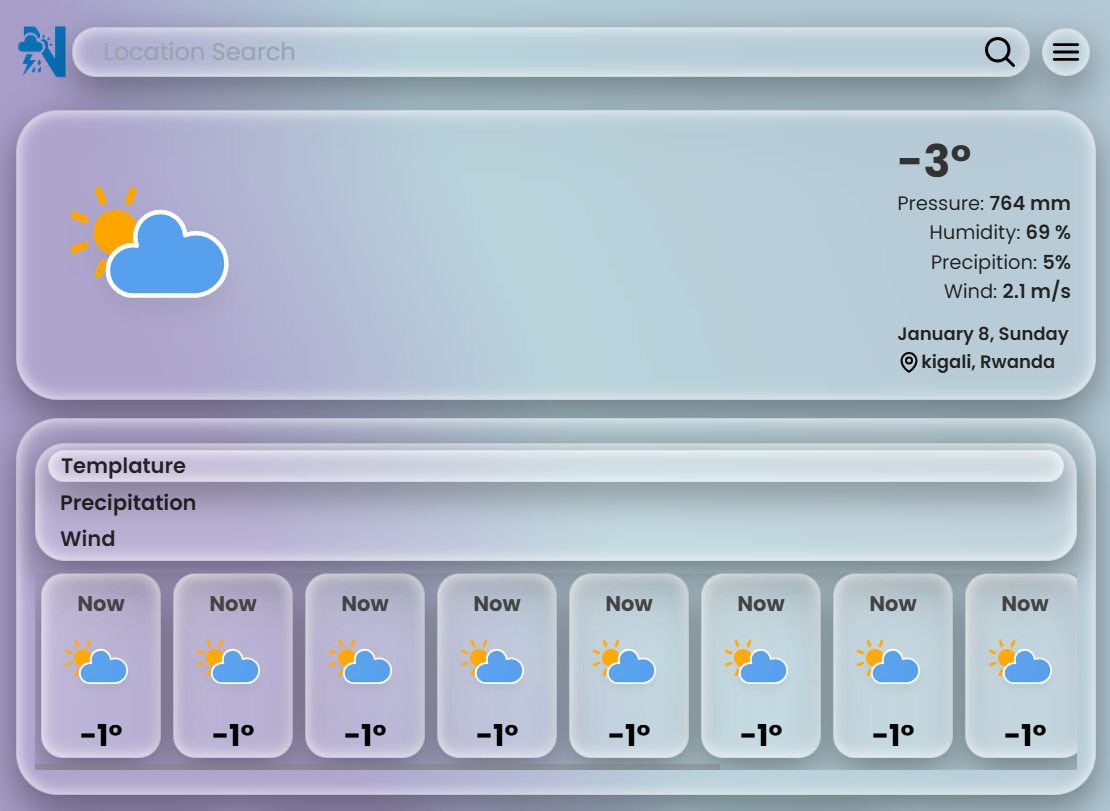 N
Location Search
-3°
Pressure: 764 mm
Humidity: 69 %
Precipition: 5%
Wind: 2.1 m/s
January 8, Sunday
kigali, Rwanda
Templature
Precipitation
Wind
Now Now Now Now Now Now Now Now
-1° -1° -1° -1° -1° -1° -1° -1°